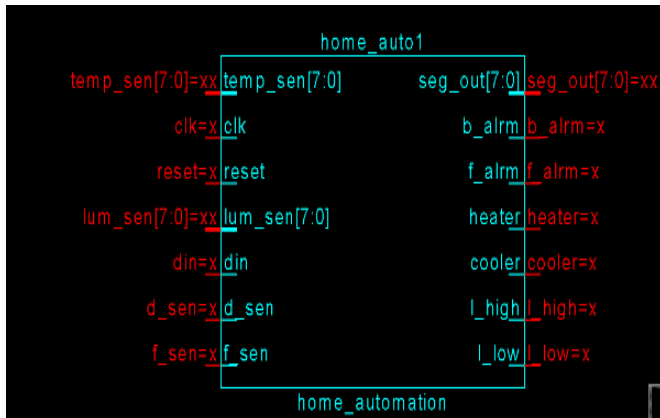 home_auto1
temp_sen[7:0]=xx temp_sen[7:0] seg_out[7:0] seg_out[7:0]=xx
clk=x clk b_alrm b_alrm=x
reset=x reset f_alrm f_alrm=x
lum_sen[7:0]=xx lum_sen[7:0] heater heater=x
din=x din cooler cooler=x
d_sen=x d_sen l_high l_high=x
f_sen=x f_sen l_low l_low=x
home_automation